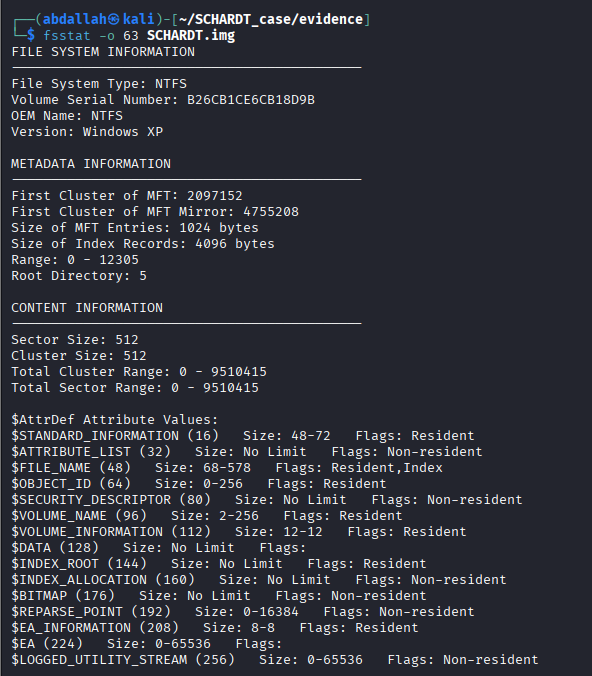 ┌──(abdallah㉿kali)-[~/SCHARDT_case/evidence]
└─$ fsstat -o 63 SCHARDT.img
FILE SYSTEM INFORMATION
--------------------------------------------
File System Type: NTFS
Volume Serial Number: B26CB1CE6CB18D9B
OEM Name: NTFS
Version: Windows XP

METADATA INFORMATION
--------------------------------------------
First Cluster of MFT: 2097152
First Cluster of MFT Mirror: 4755208
Size of MFT Entries: 1024 bytes
Size of Index Records: 4096 bytes
Range: 0 - 12305
Root Directory: 5

CONTENT INFORMATION
--------------------------------------------
Sector Size: 512
Cluster Size: 512
Total Cluster Range: 0 - 9510415
Total Sector Range: 0 - 9510415

$AttrDef Attribute Values:
$STANDARD_INFORMATION (16)   Size: 48-72   Flags: Resident
$ATTRIBUTE_LIST (32)   Size: No Limit   Flags: Non-resident
$FILE_NAME (48)   Size: 68-578   Flags: Resident,Index
$OBJECT_ID (64)   Size: 0-256   Flags: Resident
$SECURITY_DESCRIPTOR (80)   Size: No Limit   Flags: Non-resident
$VOLUME_NAME (96)   Size: 2-256   Flags: Resident
$VOLUME_INFORMATION (112)   Size: 12-12   Flags: Resident
$DATA (128)   Size: No Limit   Flags:
$INDEX_ROOT (144)   Size: No Limit   Flags: Resident
$INDEX_ALLOCATION (160)   Size: No Limit   Flags: Non-resident
$BITMAP (176)   Size: No Limit   Flags: Non-resident
$REPARSE_POINT (192)   Size: 0-16384   Flags: Non-resident
$EA_INFORMATION (208)   Size: 8-8   Flags: Resident
$EA (224)   Size: 0-65536   Flags:
$LOGGED_UTILITY_STREAM (256)   Size: 0-65536   Flags: Non-resident